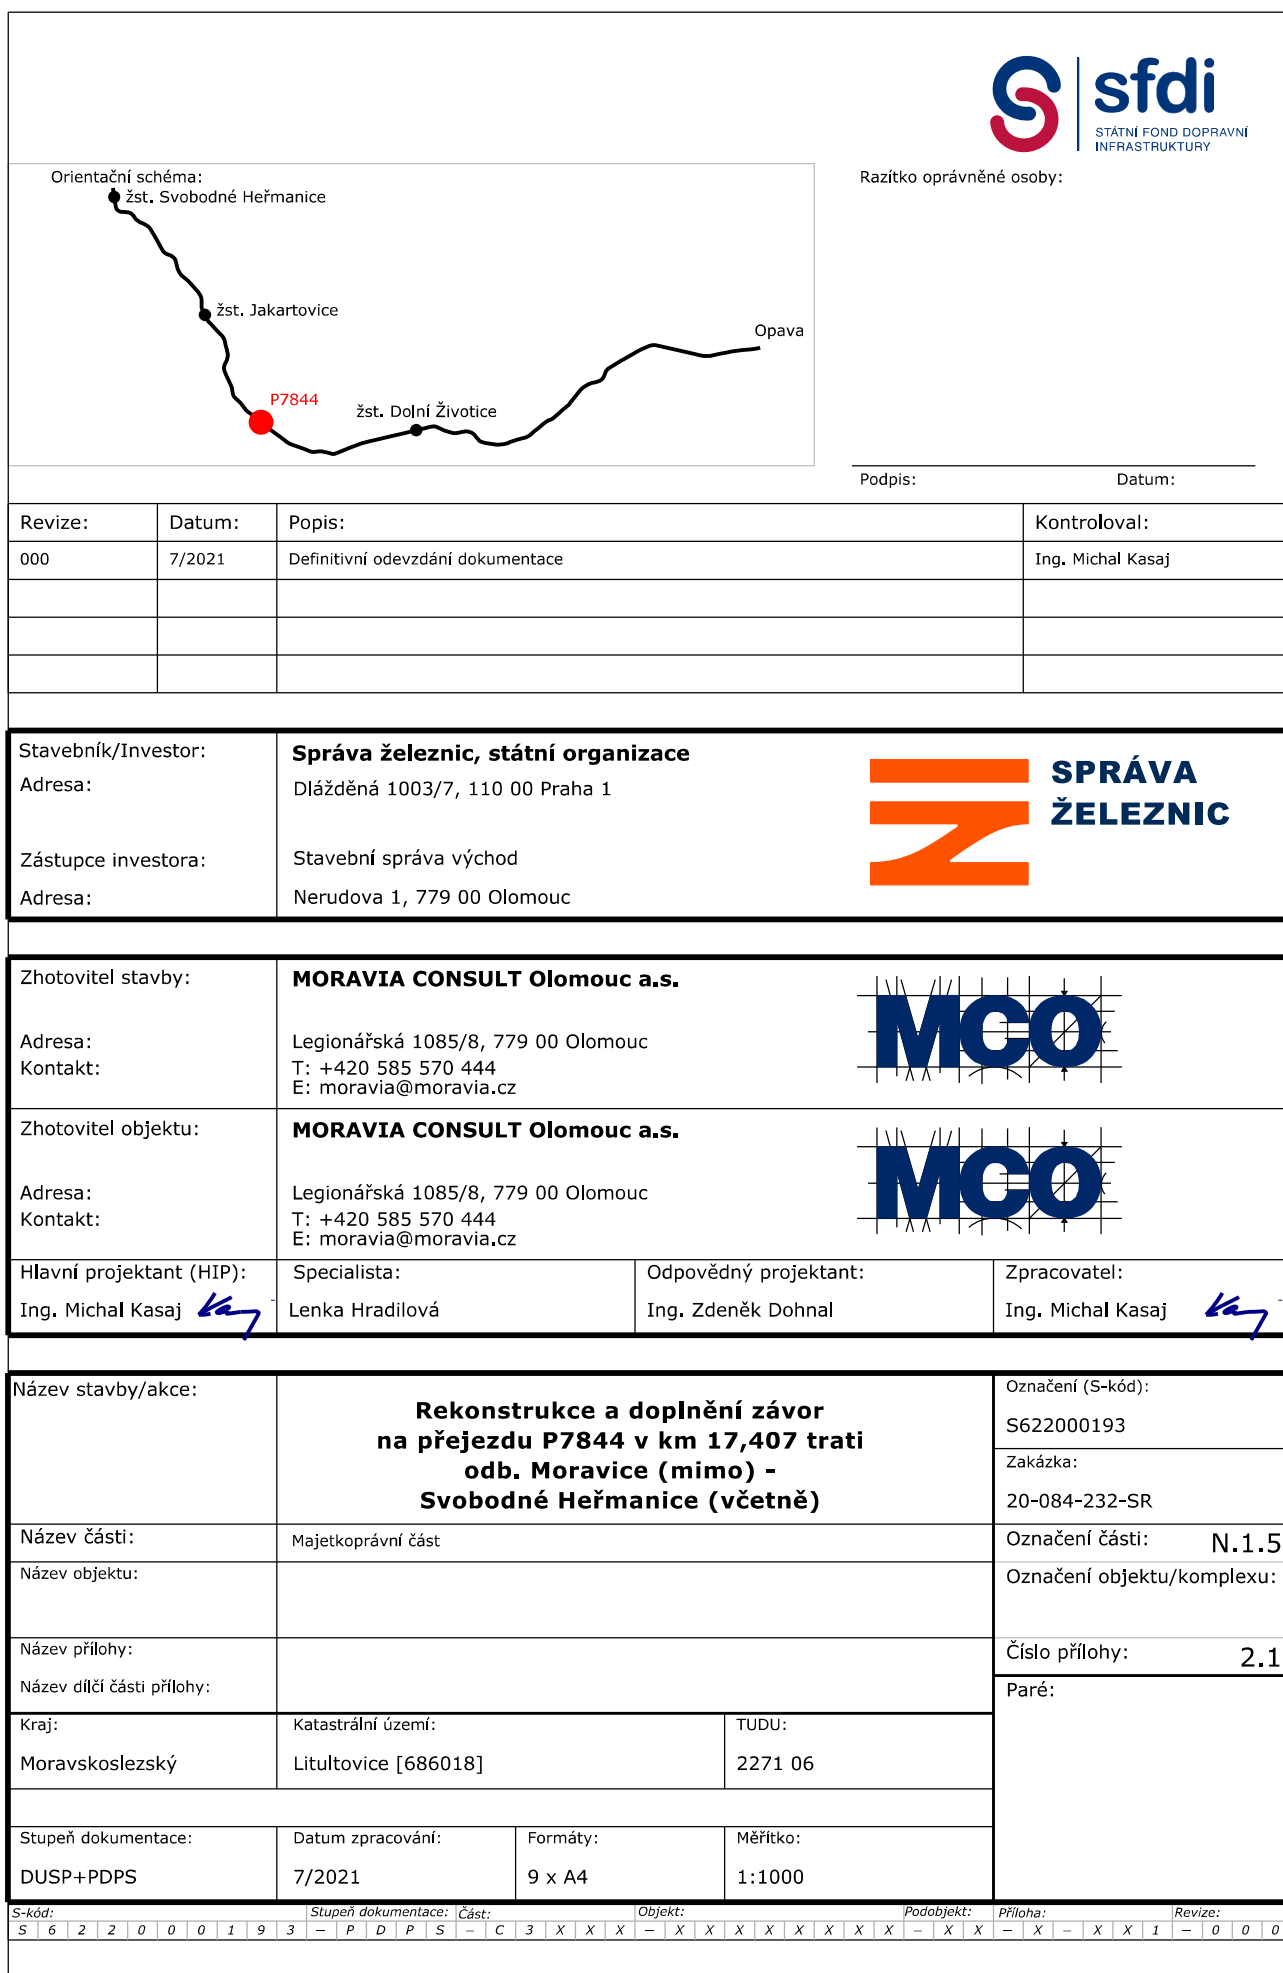 sfdi
STÁTNÍ FOND DOPRAVNÍ
INFRASTRUKTURY
Orientační schéma:
žst. Svobodné Heřmanice
žst. Jakartovice
Opava
P7844
žst. Dolní Životice
Razítko oprávněné osoby:
Podpis: Datum:
Revize: Datum: Popis: Kontroloval:
000 7/2021 Definitivní odevzdání dokumentace Ing. Michal Kasaj
Stavebník/Investor: Správa železnic, státní organizace
Adresa: Dlážděná 1003/7, 110 00 Praha 1
Zástupce investora: Stavební správa východ
Adresa: Nerudova 1, 779 00 Olomouc
SPRÁVA
ŽELEZNIC
Zhotovitel stavby: MORAVIA CONSULT Olomouc a.s.
Adresa: Legionářská 1085/8, 779 00 Olomouc
Kontakt: T: +420 585 570 444
E: moravia@moravia.cz
MCO
Zhotovitel objektu: MORAVIA CONSULT Olomouc a.s.
Adresa: Legionářská 1085/8, 779 00 Olomouc
Kontakt: T: +420 585 570 444
E: moravia@moravia.cz
MCO
Hlavní projektant (HIP): Specialista: Odpovědný projektant: Zpracovatel:
Ing. Michal Kasaj Lenka Hradilová Ing. Zdeněk Dohnal Ing. Michal Kasaj
Název stavby/akce:
Rekonstrukce a doplnění závor
na přejezdu P7844 v km 17,407 trati
odb. Moravice (mimo) -
Svobodné Heřmanice (včetně)
Označení (S-kód):
S622000193
Zakázka:
20-084-232-SR
Název části: Majetkoprávní část Označení části: N.1.5
Název objektu: Označení objektu/komplexu:
Název přílohy: Číslo přílohy: 2.1
Název dílčí části přílohy: Paré:
Kraj: Katastrální území: TUDU:
Moravskoslezský Litultovice [686018] 2271 06
Stupeň dokumentace: Datum zpracování: Formáty: Měřítko:
DUSP+PDPS 7/2021 9 x A4 1:1000
S-kód: Stupeň dokumentace: Část: Objekt: Podobjekt: Příloha: Revize:
S 6 2 2 0 0 0 1 9 3 – P D P S – C 3 X X X – X X X X X X X X – X X – X – X X 1 – 0 0 0